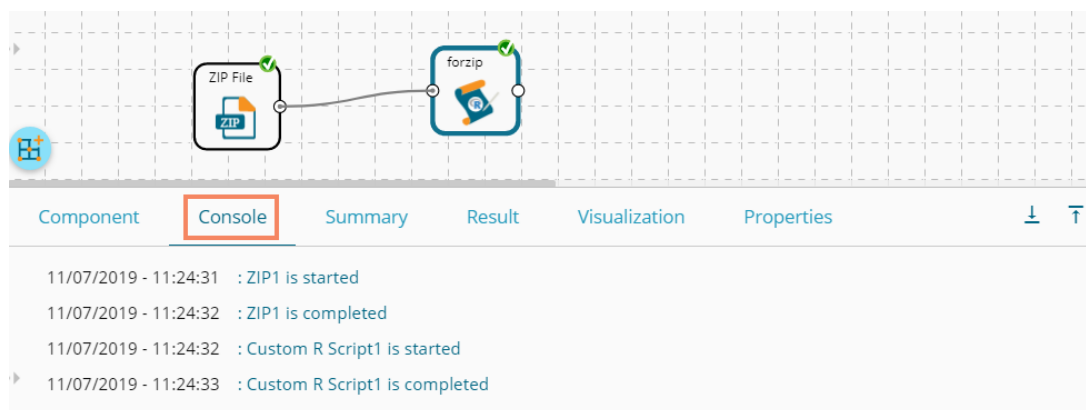 ZIP File
forzip
ZIP
R
Component Console Summary Result Visualization Properties
11/07/2019 - 11:24:31 : ZIP1 is started
11/07/2019 - 11:24:32 : ZIP1 is completed
11/07/2019 - 11:24:32 : Custom R Script1 is started
11/07/2019 - 11:24:33 : Custom R Script1 is completed